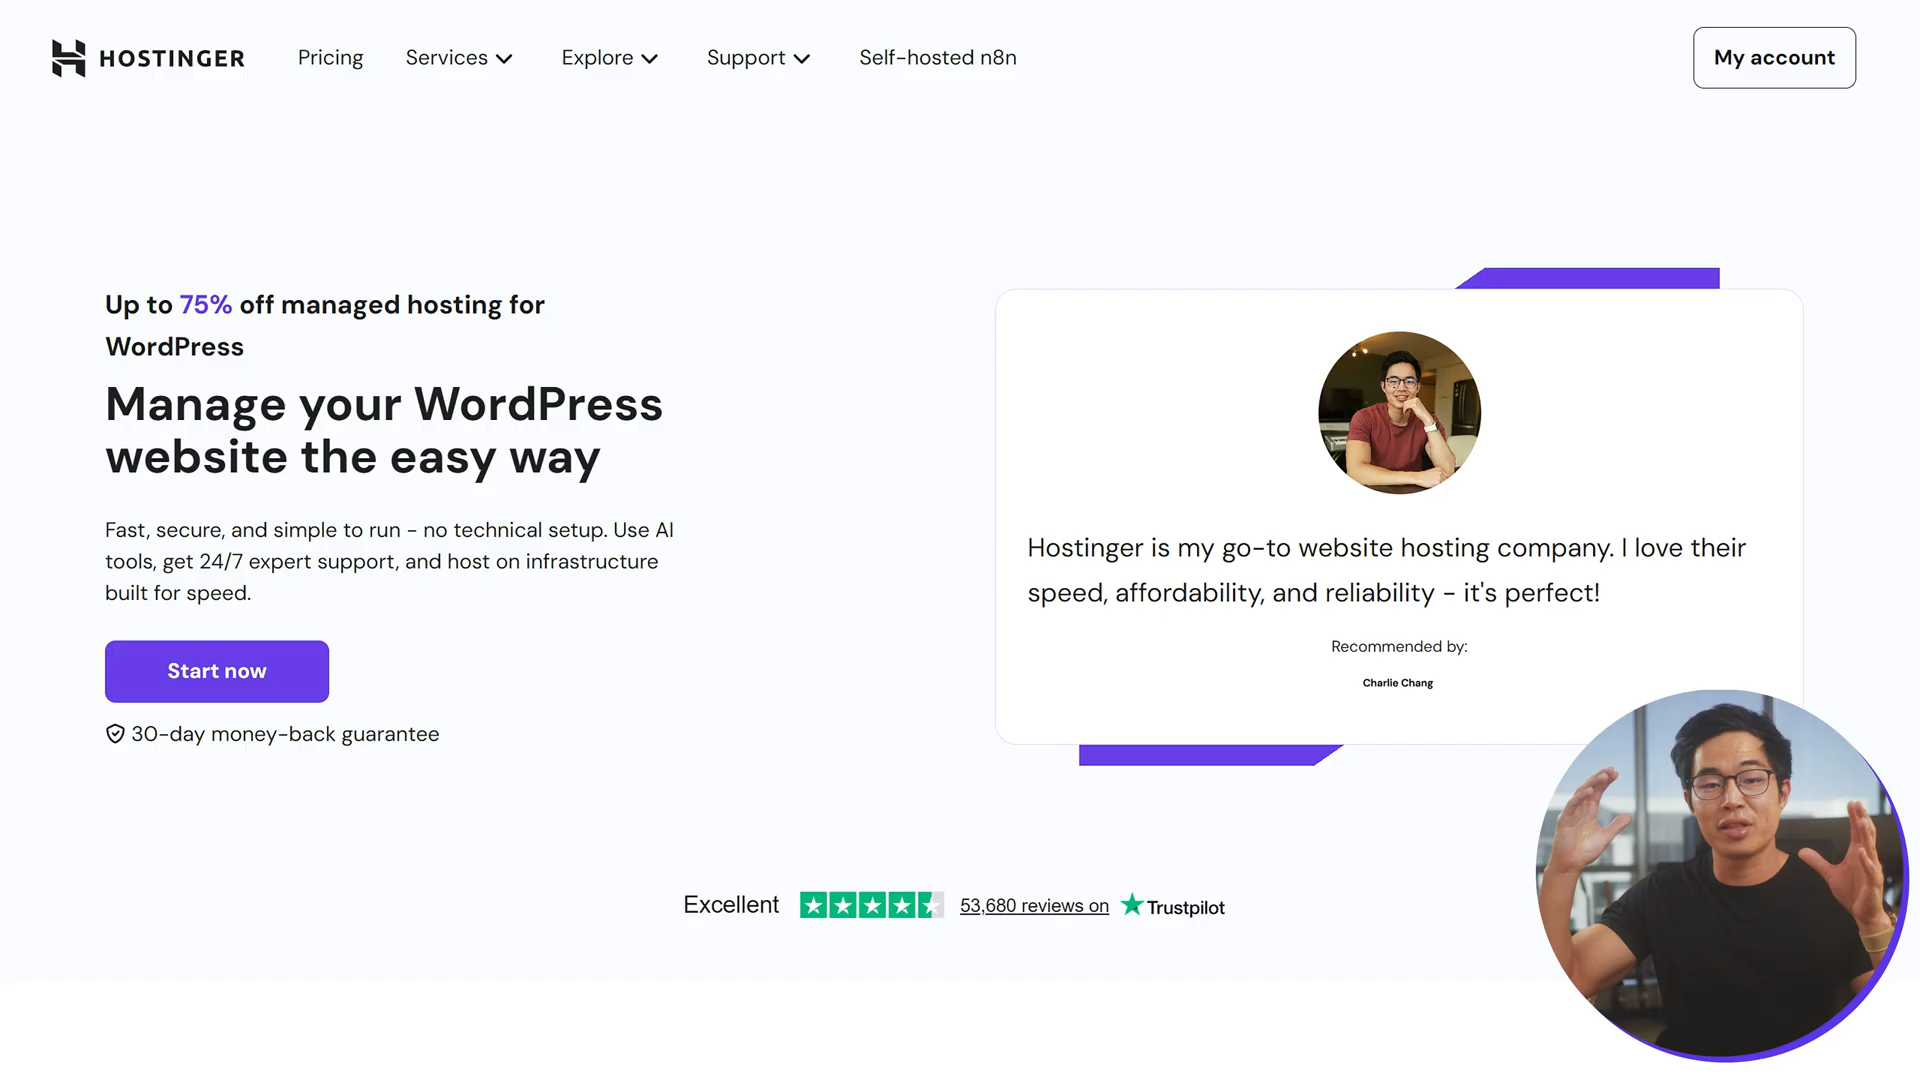 HOSTINGER
Pricing
Services
Explore
Support
Self-hosted n8n
My account
Up to 75% off managed hosting for
WordPress
Manage your WordPress
website the easy way
Fast, secure, and simple to run - no technical setup. Use AI
tools, get 24/7 expert support, and host on infrastructure
built for speed.
Start now
30-day money-back guarantee
Hostinger is my go-to website hosting company. I love their
speed, affordability, and reliability - it's perfect!
Recommended by:
Charlie Chang
Excellent
53,680 reviews on
Trustpilot